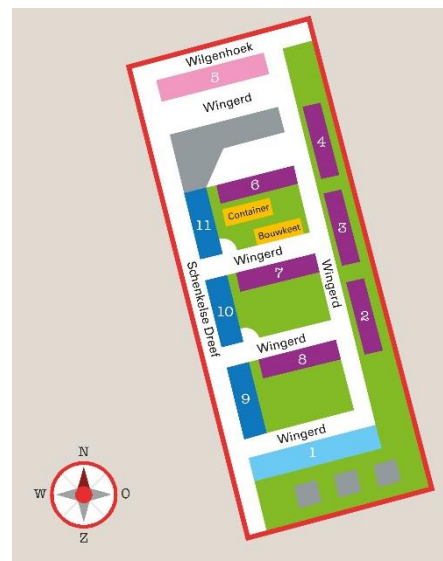 Wilgenhoek
5
Wingerd
4
6
Container
11
3
Bouwkeet
Wingerd
7
Wingerd
Schenkelse Dreef
10
2
Wingerd
8
9
Wingerd
1
N
W
O
Z